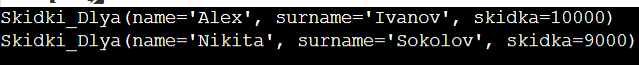 Skidki_Dlya(name='Alex', surname='Ivanov', skidka=10000)
Skidki_Dlya(name='Nikita', surname='Sokolov', skidka=9000)